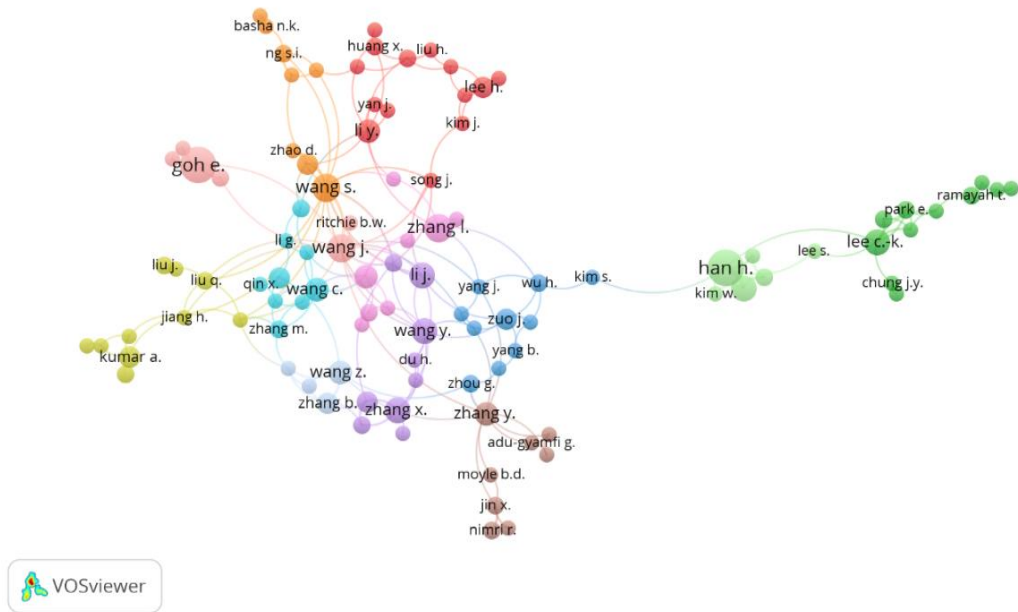 basha n.k.
ng s.i.
huang x.
liu h.
lee h.
yan j.
kim j.
li y.
zhao d.
goh e.
wang s.
song j.
ritchie b.w.
zhang l.
li g.
wang j.
liu j.
liu q.
qin x.
wang c.
li j.
yang j.
wu h.
kim s.
jiang h.
zhang m.
wang y.
zuo j.
kumar a.
du h.
yang b.
wang z.
zhou g.
zhang b.
zhang x.
zhang y.
adu-gyamfi g.
moyle b.d.
jin x.
nimri r.
ramayah t.
park e.
lee c.-k.
lee s.
han h.
chung j.y.
kim w.
VOSviewer